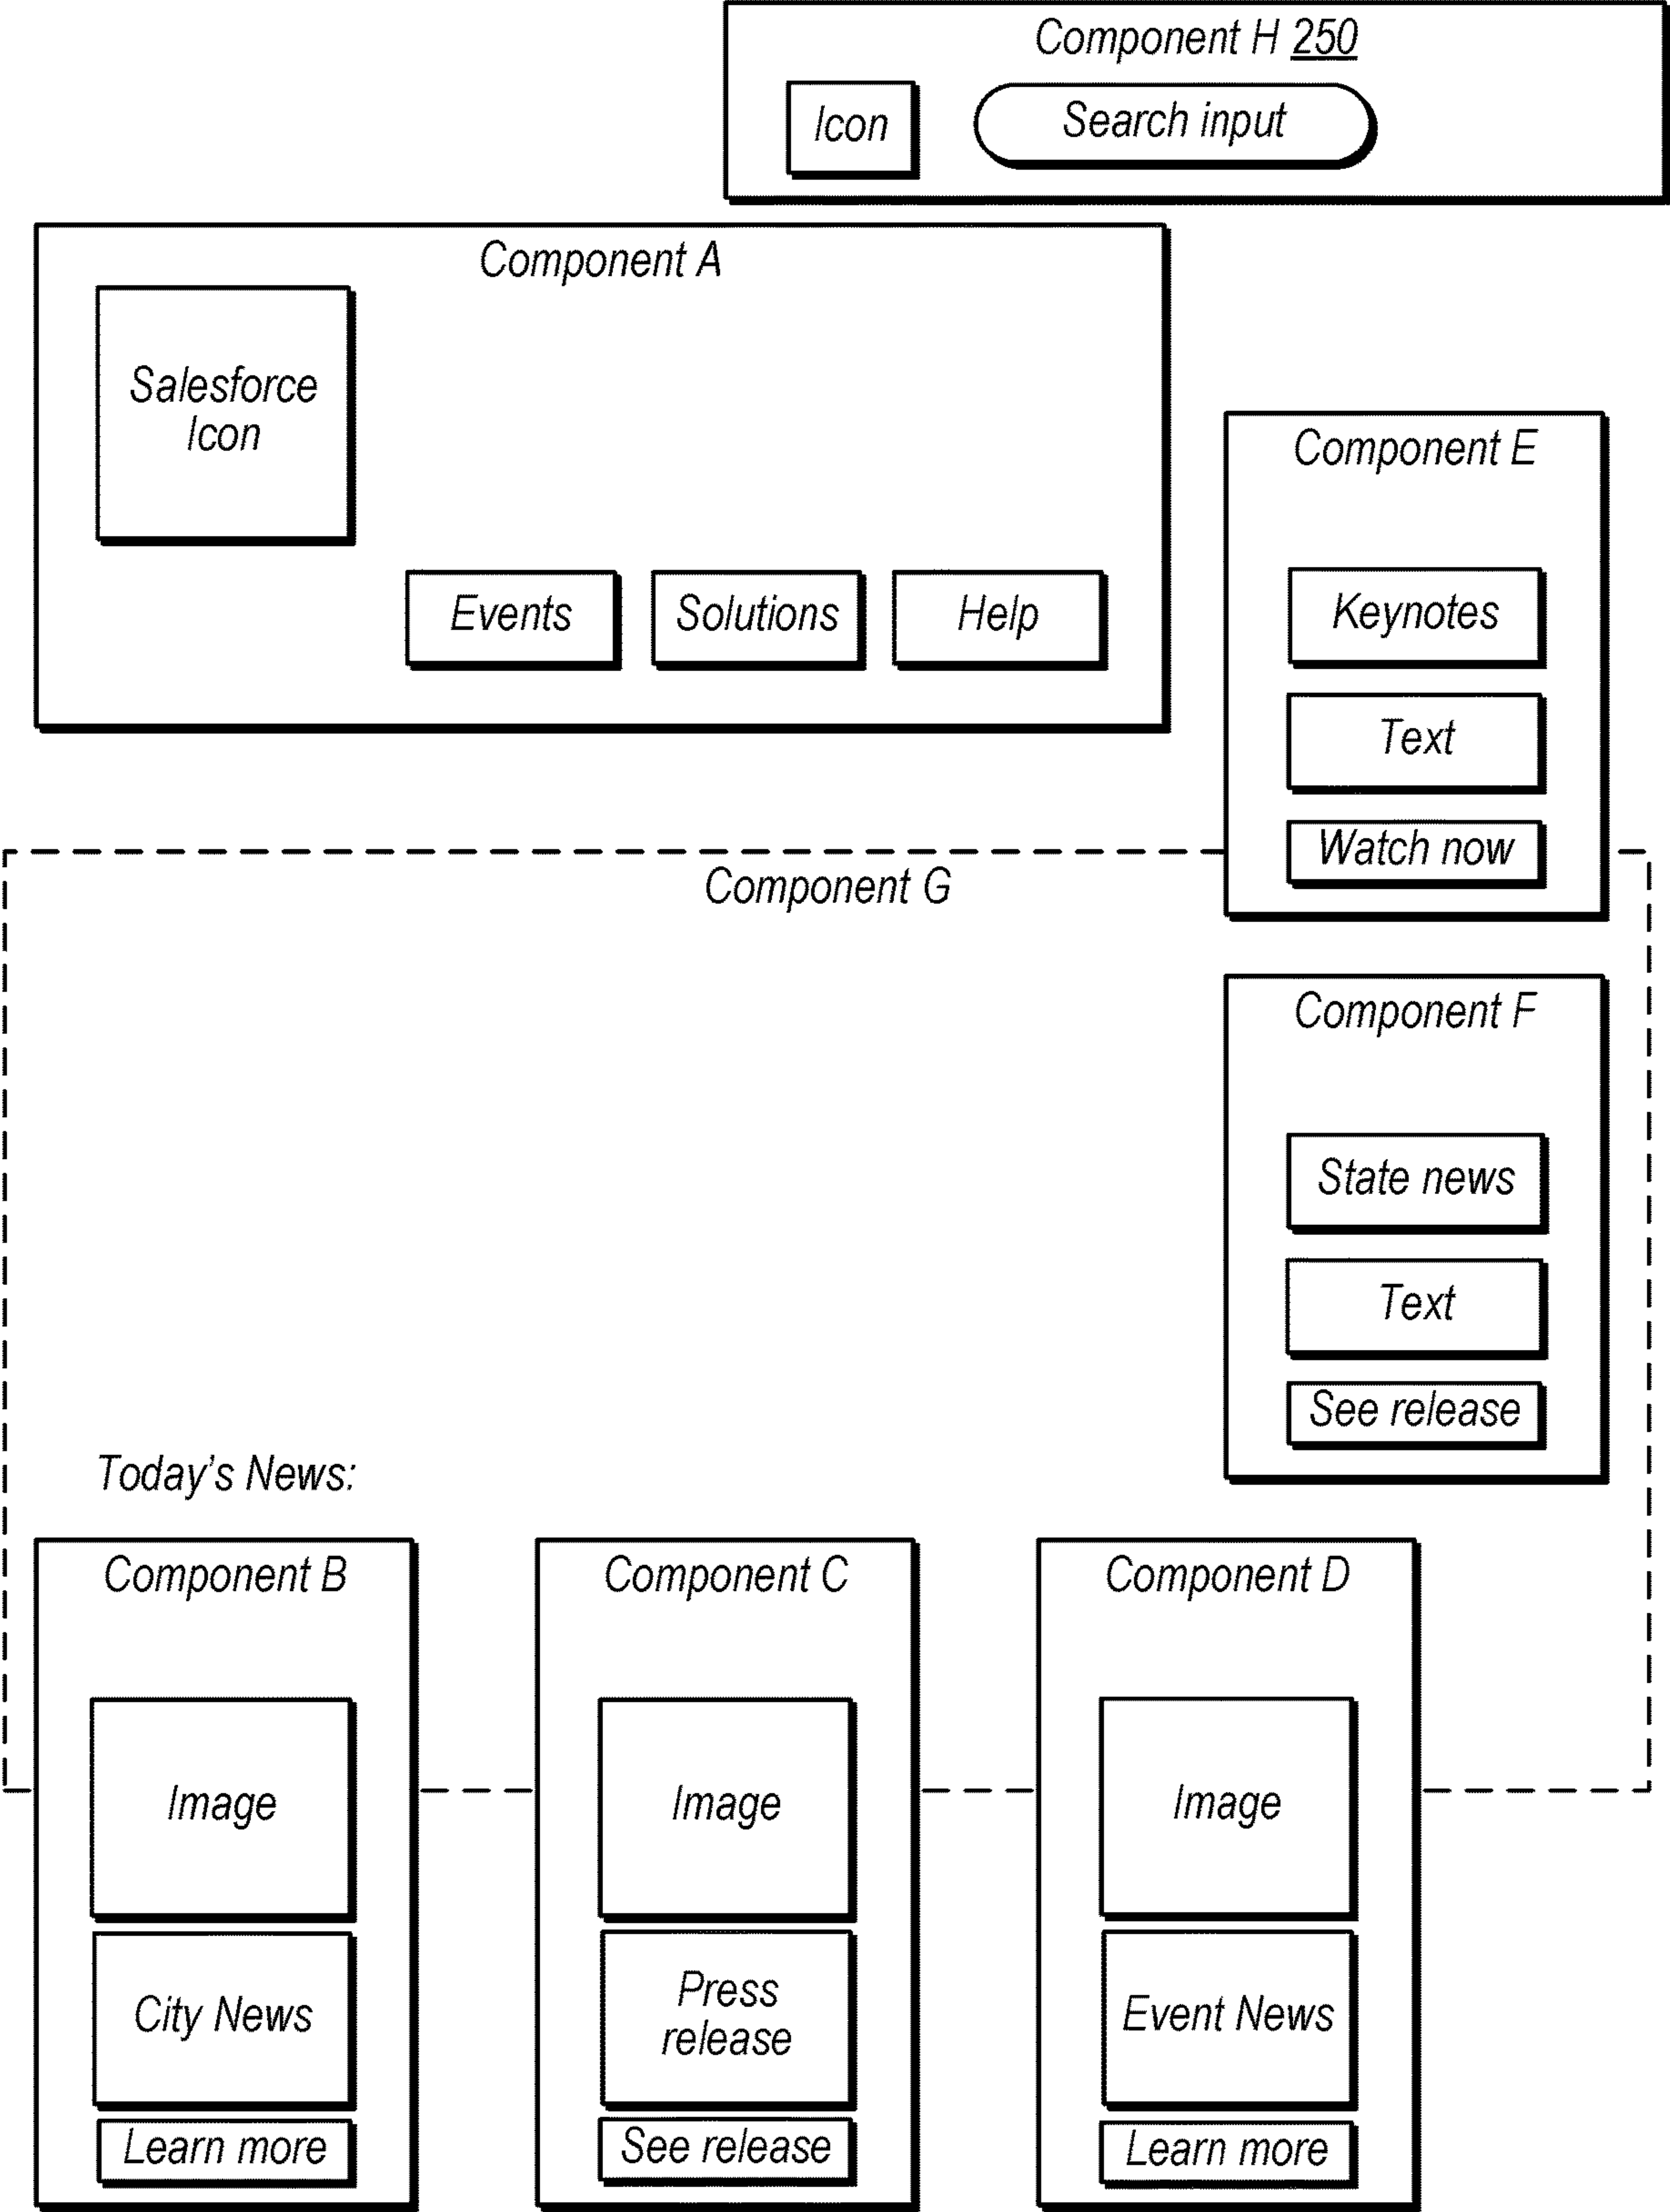 Component H 250
Icon
Search input
Component A
Salesforce
Icon
Events
Solutions
Help
Component E
Keynotes
Text
Watch now
Component G
Component F
State news
Text
See release
Today's News:
Component B
Image
City News
Learn more
Component C
Image
Press
release
See release
Component D
Image
Event News
Learn more